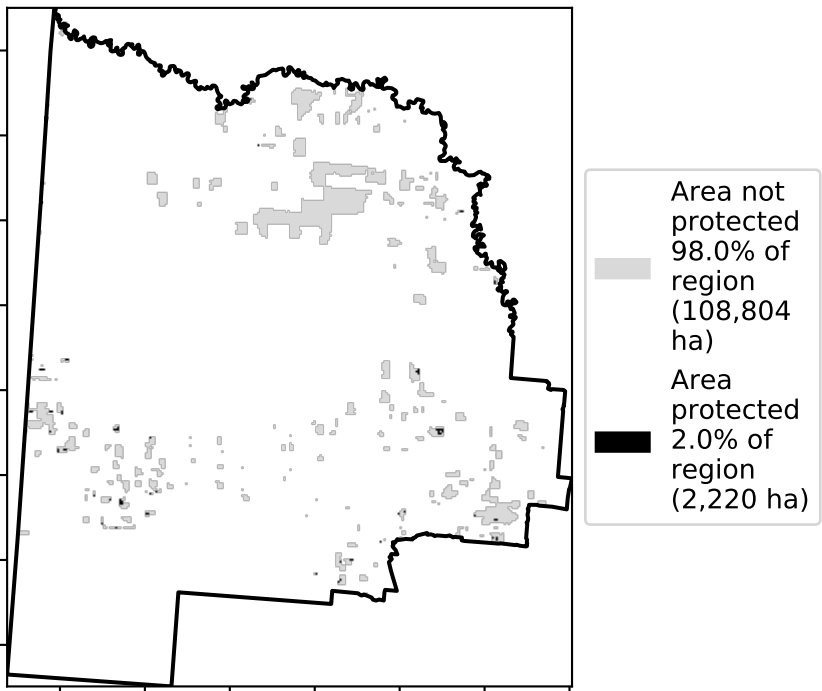 Area not
protected
98.0% of
region
(108,804
ha)
Area
protected
2.0% of
region
(2,220 ha)